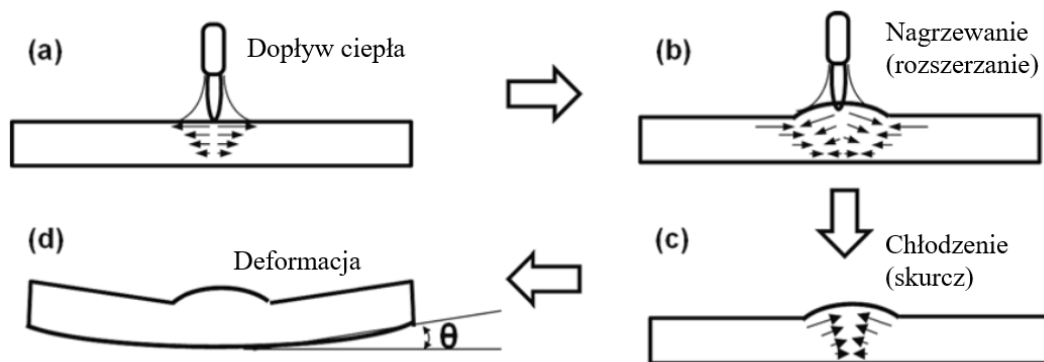 (a)
Dopływ ciepła
(b)
Nagrzewanie
(rozszerzanie)
(c)
Chłodzenie
(skurcz)
(d)
Deformacja
θ